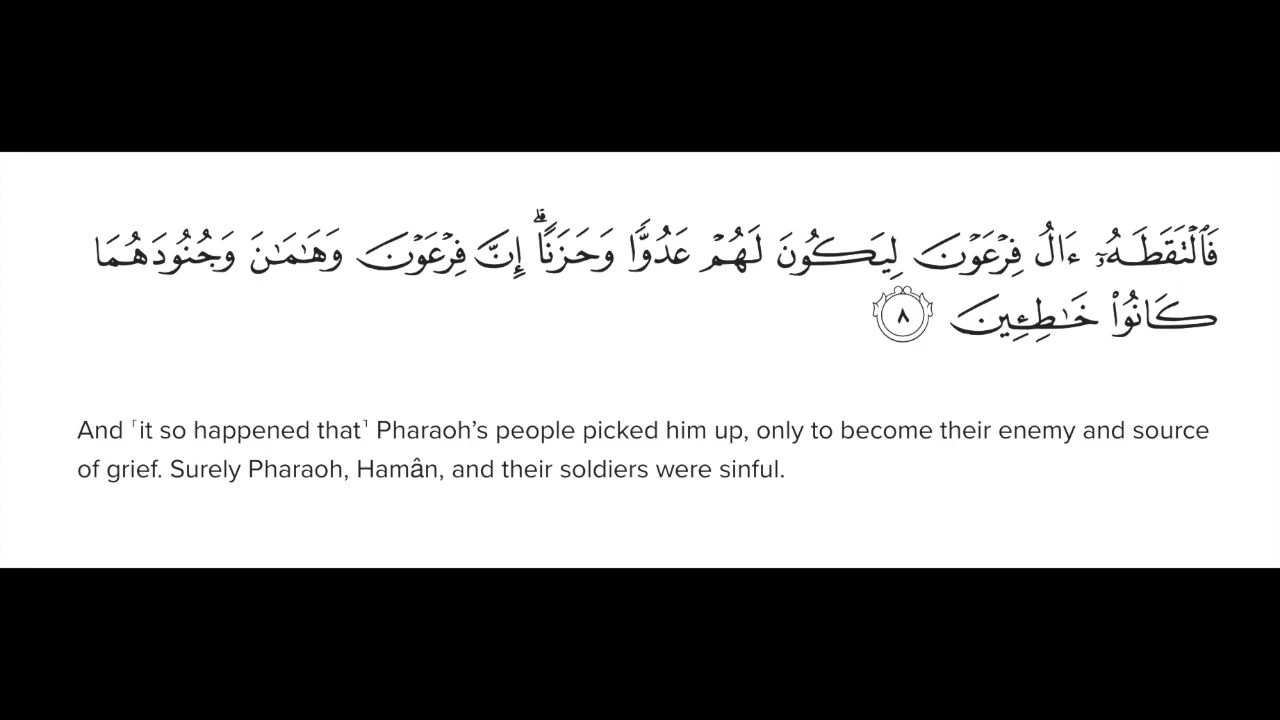 فَٱلْتَقَطَهُۥٓ ءَالُ فِرْعَوْنَ لِيَكُونَ لَهُمْ عَدُوًّا وَحَزَنًا ۗ إِنَّ فِرْعَوْنَ وَهَـٰمَـٰنَ وَجُنُودَهُمَا
كَانُوا۟ خَـٰطِـِٔينَ ٨
And ˹it so happened that˺ Pharaoh’s people picked him up, only to become their enemy and source
of grief. Surely Pharaoh, Hamân, and their soldiers were sinful.